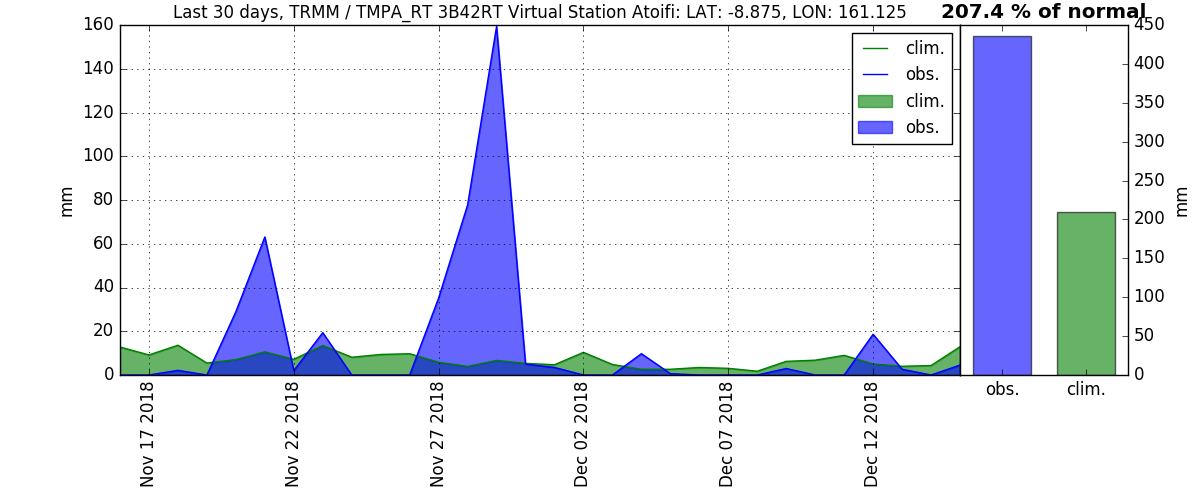 Last 30 days, TRMM / TMPA_RT 3B42RT Virtual Station Atoifi: LAT: -8.875, LON: 161.125
207.4 % of normal
160
140
120
100
80
60
40
20
0
mm
clim.
obs.
clim.
obs.
450
400
350
300
250
200
150
100
50
0
mm
obs.
clim.
Nov 17 2018
Nov 22 2018
Nov 27 2018
Dec 02 2018
Dec 07 2018
Dec 12 2018